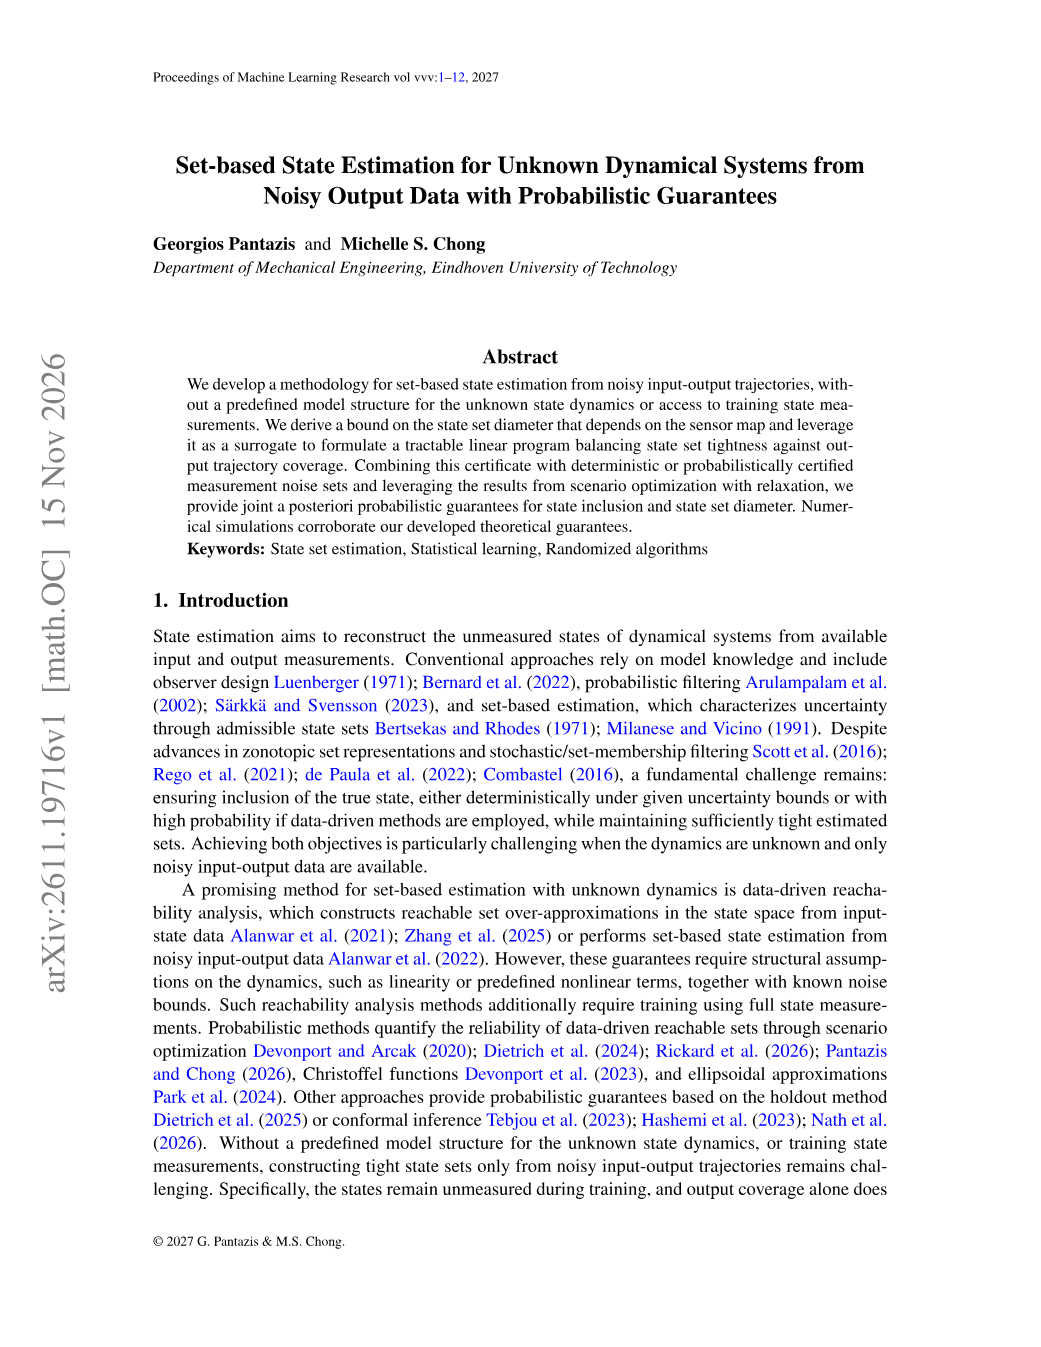 Proceedings of Machine Learning Research vol vvv:1–12, 2027
Set-based State Estimation for Unknown Dynamical Systems from
Noisy Output Data with Probabilistic Guarantees
Georgios Pantazis and Michelle S. Chong
Department of Mechanical Engineering, Eindhoven University of Technology
Abstract
We develop a methodology for set-based state estimation from noisy input-output trajectories, with-
out a predefined model structure for the unknown state dynamics or access to training state mea-
surements. We derive a bound on the state set diameter that depends on the sensor map and leverage
it as a surrogate to formulate a tractable linear program balancing state set tightness against out-
put trajectory coverage. Combining this certificate with deterministic or probabilistically certified
measurement noise sets and leveraging the results from scenario optimization with relaxation, we
provide joint a posteriori probabilistic guarantees for state inclusion and state set diameter. Numer-
ical simulations corroborate our developed theoretical guarantees.
Keywords: State set estimation, Statistical learning, Randomized algorithms
1. Introduction
State estimation aims to reconstruct the unmeasured states of dynamical systems from available
input and output measurements. Conventional approaches rely on model knowledge and include
observer design Luenberger (1971); Bernard et al. (2022), probabilistic filtering Arulampalam et al.
(2002); Särkkä and Svensson (2023), and set-based estimation, which characterizes uncertainty
through admissible state sets Bertsekas and Rhodes (1971); Milanese and Vicino (1991). Despite
advances in zonotopic set representations and stochastic/set-membership filtering Scott et al. (2016);
Rego et al. (2021); de Paula et al. (2022); Combastel (2016), a fundamental challenge remains:
ensuring inclusion of the true state, either deterministically under given uncertainty bounds or with
high probability if data-driven methods are employed, while maintaining sufficiently tight estimated
sets. Achieving both objectives is particularly challenging when the dynamics are unknown and only
noisy input-output data are available.
A promising method for set-based estimation with unknown dynamics is data-driven reacha-
bility analysis, which constructs reachable set over-approximations in the state space from input-
state data Alanwar et al. (2021); Zhang et al. (2025) or performs set-based state estimation from
noisy input-output data Alanwar et al. (2022). However, these guarantees require structural assump-
tions on the dynamics, such as linearity or predefined nonlinear terms, together with known noise
bounds. Such reachability analysis methods additionally require training using full state measure-
ments. Probabilistic methods quantify the reliability of data-driven reachable sets through scenario
optimization Devonport and Arcak (2020); Dietrich et al. (2024); Rickard et al. (2026); Pantazis
and Chong (2026), Christoffel functions Devonport et al. (2023), and ellipsoidal approximations
Park et al. (2024). Other approaches provide probabilistic guarantees based on the holdout method
Dietrich et al. (2025) or conformal inference Tebjou et al. (2023); Hashemi et al. (2023); Nath et al.
(2026). Without a predefined model structure for the unknown state dynamics, or training state
measurements, constructing tight state sets only from noisy input-output trajectories remains chal-
lenging. Specifically, the states remain unmeasured during training, and output coverage alone does
© 2027 G. Pantazis & M.S. Chong.
arXiv:2611.19716v1 [math.OC] 15 Nov 2026